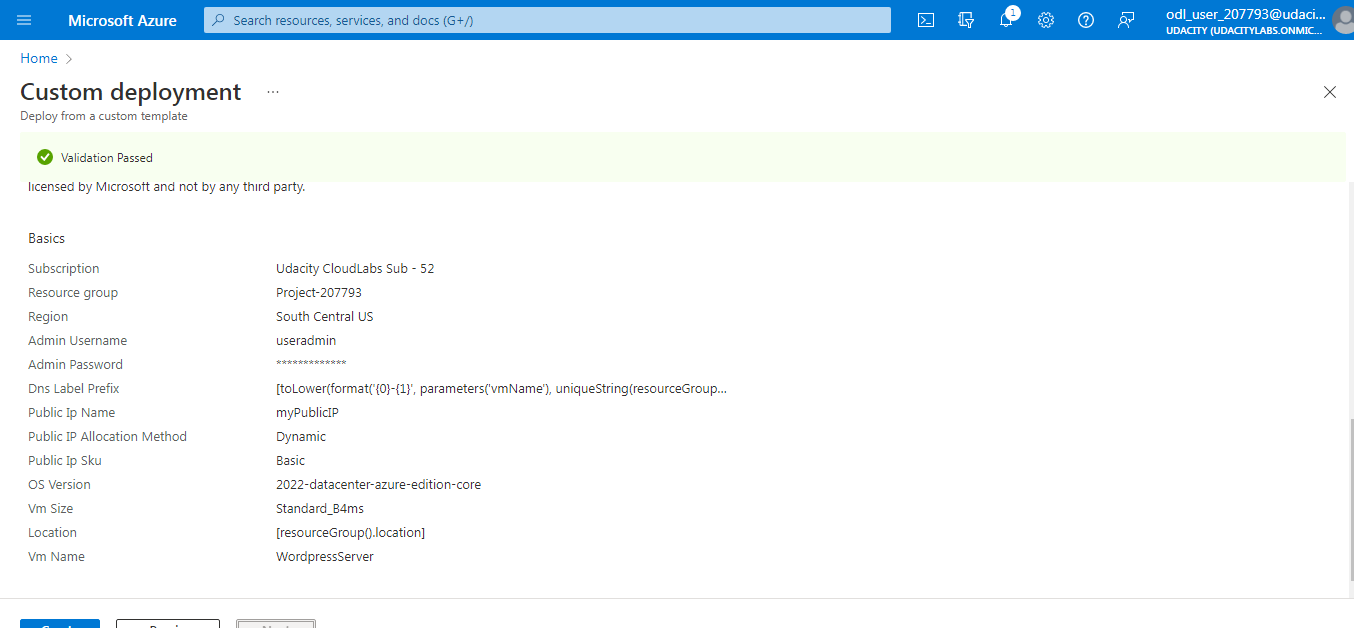 Microsoft Azure
Search resources, services, and docs (G+/)
1
odl_user_207793@udaci...
UDACITY (UDACITYLABS.ONMIC...
Home
Custom deployment ...
Deploy from a custom template
Validation Passed
licensed by Microsoft and not by any third party.
Basics
Subscription Udacity CloudLabs Sub - 52
Resource group Project-207793
Region South Central US
Admin Username useradmin
Admin Password *************
Dns Label Prefix [toLower(format('{0}-{1}', parameters('vmName'), uniqueString(resourceGroup...
Public Ip Name myPublicIP
Public IP Allocation Method Dynamic
Public Ip Sku Basic
OS Version 2022-datacenter-azure-edition-core
Vm Size Standard_B4ms
Location [resourceGroup().location]
Vm Name WordpressServer